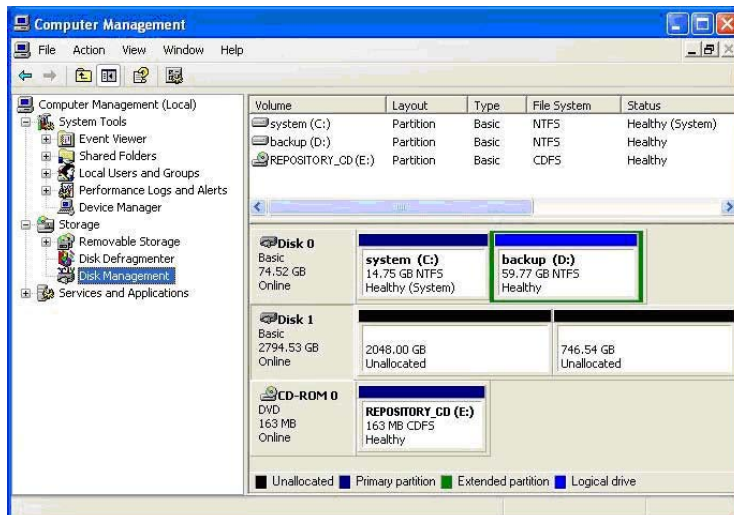 Computer Management
File Action View Window Help
Computer Management (Local)
System Tools
Event Viewer
Shared Folders
Local Users and Groups
Performance Logs and Alerts
Device Manager
Storage
Removable Storage
Disk Defragmenter
Disk Management
Services and Applications
Volume Layout Type File System Status
system (C:) Partition Basic NTFS Healthy (System)
backup (D:) Partition Basic NTFS Healthy
REPOSITORY_CD (E:) Partition Basic CDFS Healthy
Disk 0
Basic
74.52 GB
Online
system (C:)
14.75 GB NTFS
Healthy (System)
backup (D:)
59.77 GB NTFS
Healthy
Disk 1
Basic
2794.53 GB
Online
2048.00 GB
Unallocated
746.54 GB
Unallocated
CD-ROM 0
DVD
163 MB
Online
REPOSITORY_CD (E:)
163 MB CDFS
Healthy
Unallocated Primary partition Extended partition Logical drive